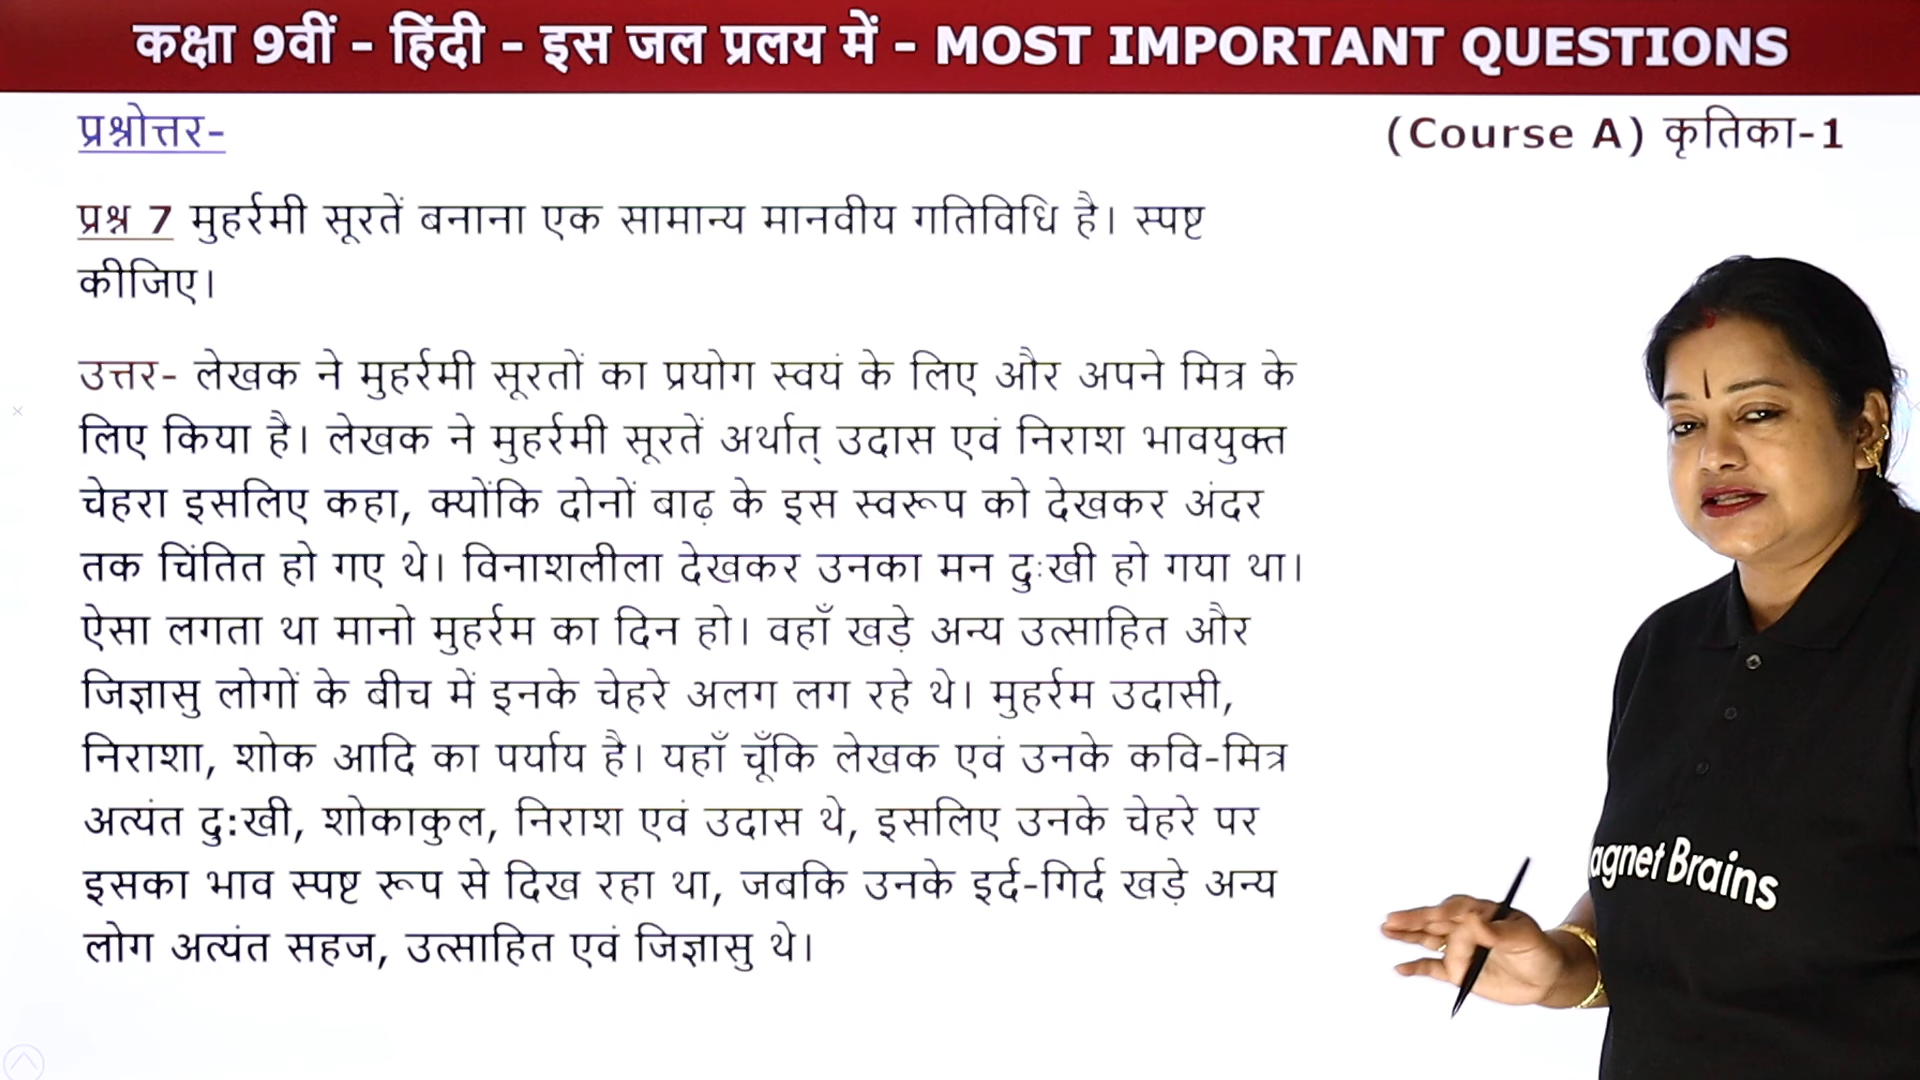 कक्षा 9वीं - हिंदी - इस जल प्रलय में - MOST IMPORTANT QUESTIONS
प्रश्नोत्तर-
(Course A) कृतिका-1
प्रश्न 7 मुहर्रमी सूरतें बनाना एक सामान्य मानवीय गतिविधि है। स्पष्ट
कीजिए।
उत्तर- लेखक ने मुहर्रमी सूरतों का प्रयोग स्वयं के लिए और अपने मित्र के
लिए किया है। लेखक ने मुहर्रमी सूरतें अर्थात् उदास एवं निराश भावयुक्त
चेहरा इसलिए कहा, क्योंकि दोनों बाढ़ के इस स्वरूप को देखकर अंदर
तक चिंतित हो गए थे। विनाशलीला देखकर उनका मन दुःखी हो गया था।
ऐसा लगता था मानो मुहर्रम का दिन हो। वहाँ खड़े अन्य उत्साहित और
जिज्ञासु लोगों के बीच में इनके चेहरे अलग लग रहे थे। मुहर्रम उदासी,
निराशा, शोक आदि का पर्याय है। यहाँ चूँकि लेखक एवं उनके कवि-मित्र
अत्यंत दु:खी, शोकाकुल, निराश एवं उदास थे, इसलिए उनके चेहरे पर
इसका भाव स्पष्ट रूप से दिख रहा था, जबकि उनके इर्द-गिर्द खड़े अन्य
लोग अत्यंत सहज, उत्साहित एवं जिज्ञासु थे।
agnet Brains